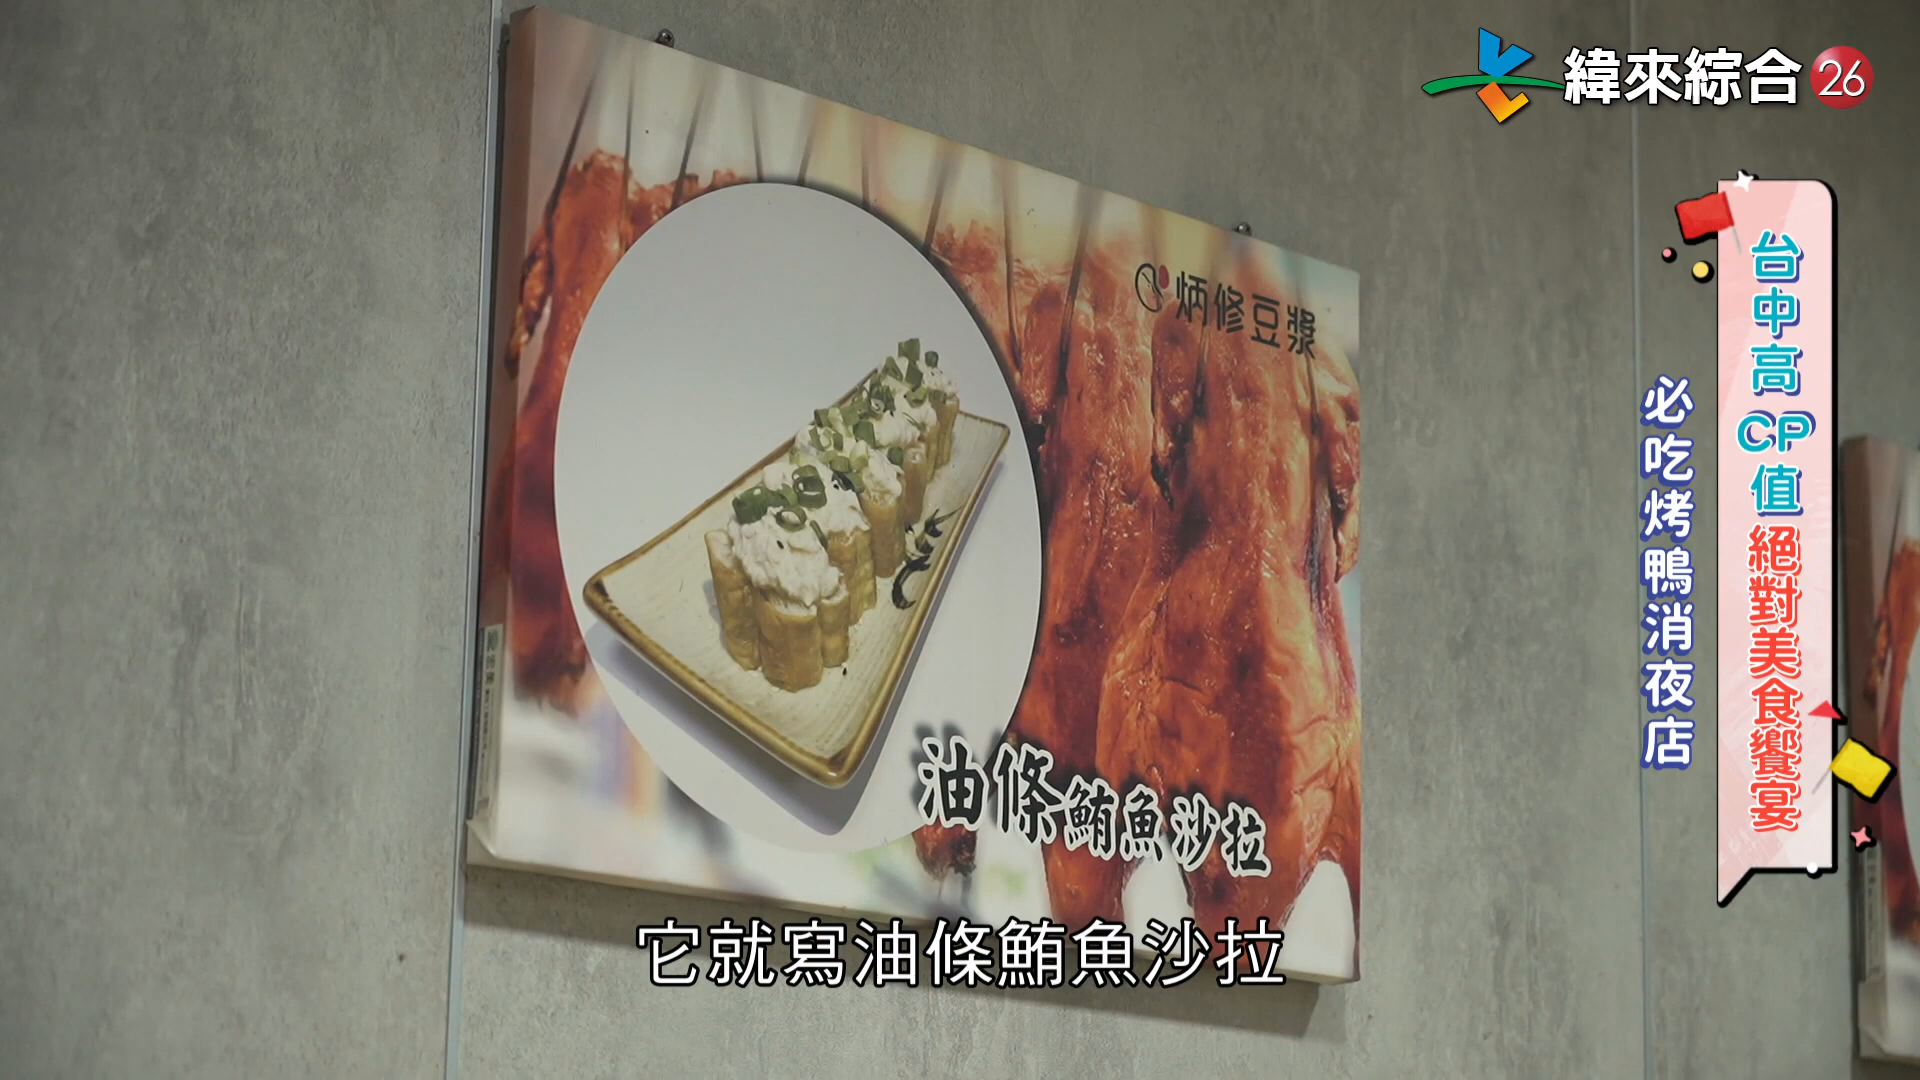 緯來綜合 26
台中高CP值絕對美食饗宴
必吃烤鴨消夜店
炳修豆漿
油條鮪魚沙拉
它就寫油條鮪魚沙拉